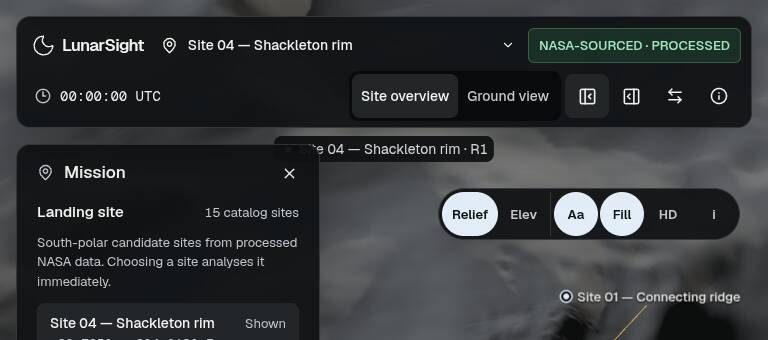 LunarSight Site 04 — Shackleton rim NASA-SOURCED · PROCESSED
00:00:00 UTC Site overview Ground view
Site 04 — Shackleton rim · R1
Mission
Landing site 15 catalog sites
South-polar candidate sites from processed
NASA data. Choosing a site analyses it
immediately.
Site 04 — Shackleton rim Shown
Relief Elev Aa Fill HD i
Site 01 — Connecting ridge